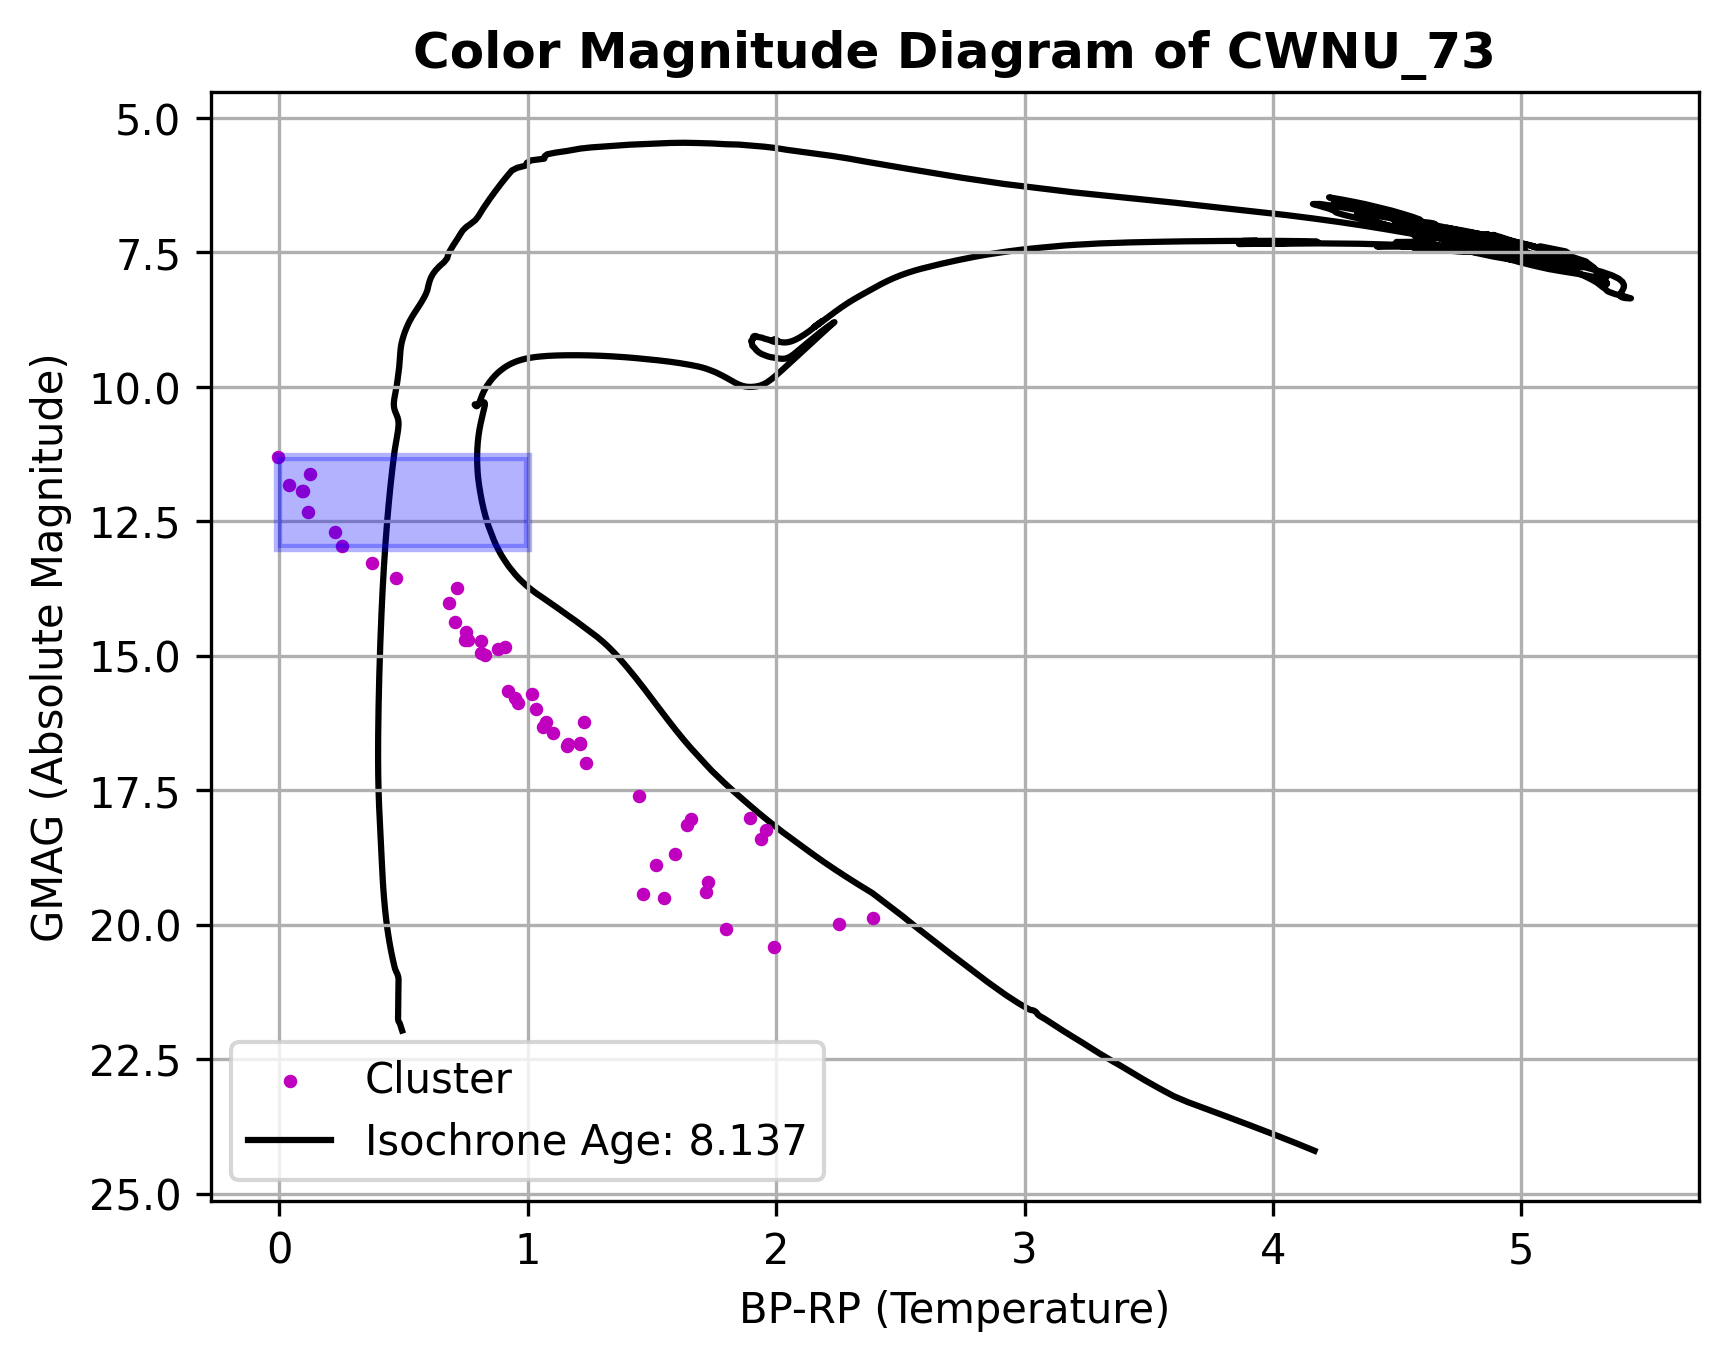 Color Magnitude Diagram of CWNU_73
GMAG (Absolute Magnitude)
5.0
7.5
10.0
12.5
15.0
17.5
20.0
22.5
25.0
Cluster
Isochrone Age: 8.137
0 1 2 3 4 5
BP-RP (Temperature)